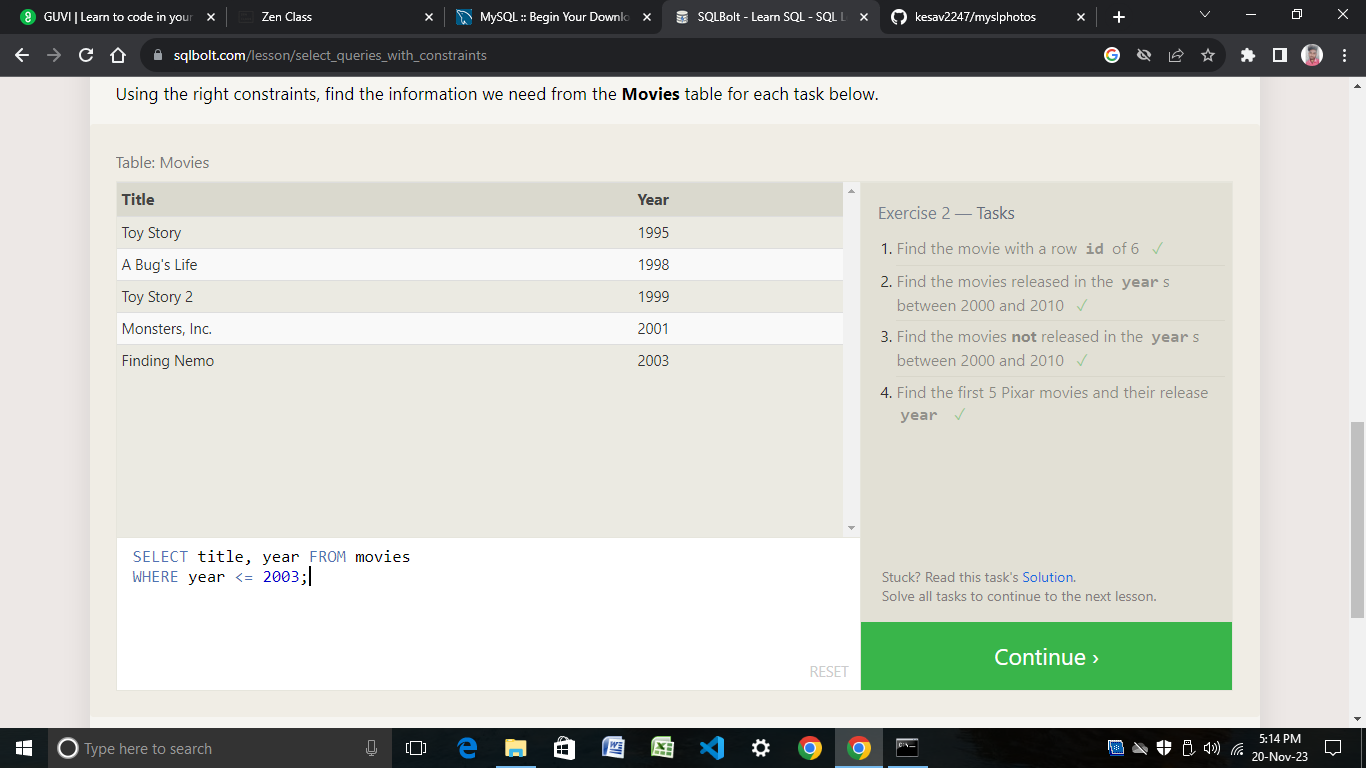 GUVI | Learn to code in your
Zen Class
MySQL :: Begin Your Downlo
SQLBolt - Learn SQL - SQL L
kesav2247/myslphotos
sqlbolt.com/lesson/select_queries_with_constraints
Using the right constraints, find the information we need from the Movies table for each task below.
Table: Movies
Title Year
Toy Story 1995
A Bug's Life 1998
Toy Story 2 1999
Monsters, Inc. 2001
Finding Nemo 2003
SELECT title, year FROM movies
WHERE year <= 2003;
RESET
Exercise 2 — Tasks
1. Find the movie with a row id of 6 ✓
2. Find the movies released in the year s
between 2000 and 2010 ✓
3. Find the movies not released in the year s
between 2000 and 2010 ✓
4. Find the first 5 Pixar movies and their release
year ✓
Stuck? Read this task's Solution.
Solve all tasks to continue to the next lesson.
Continue ›
Type here to search
5:14 PM
20-Nov-23